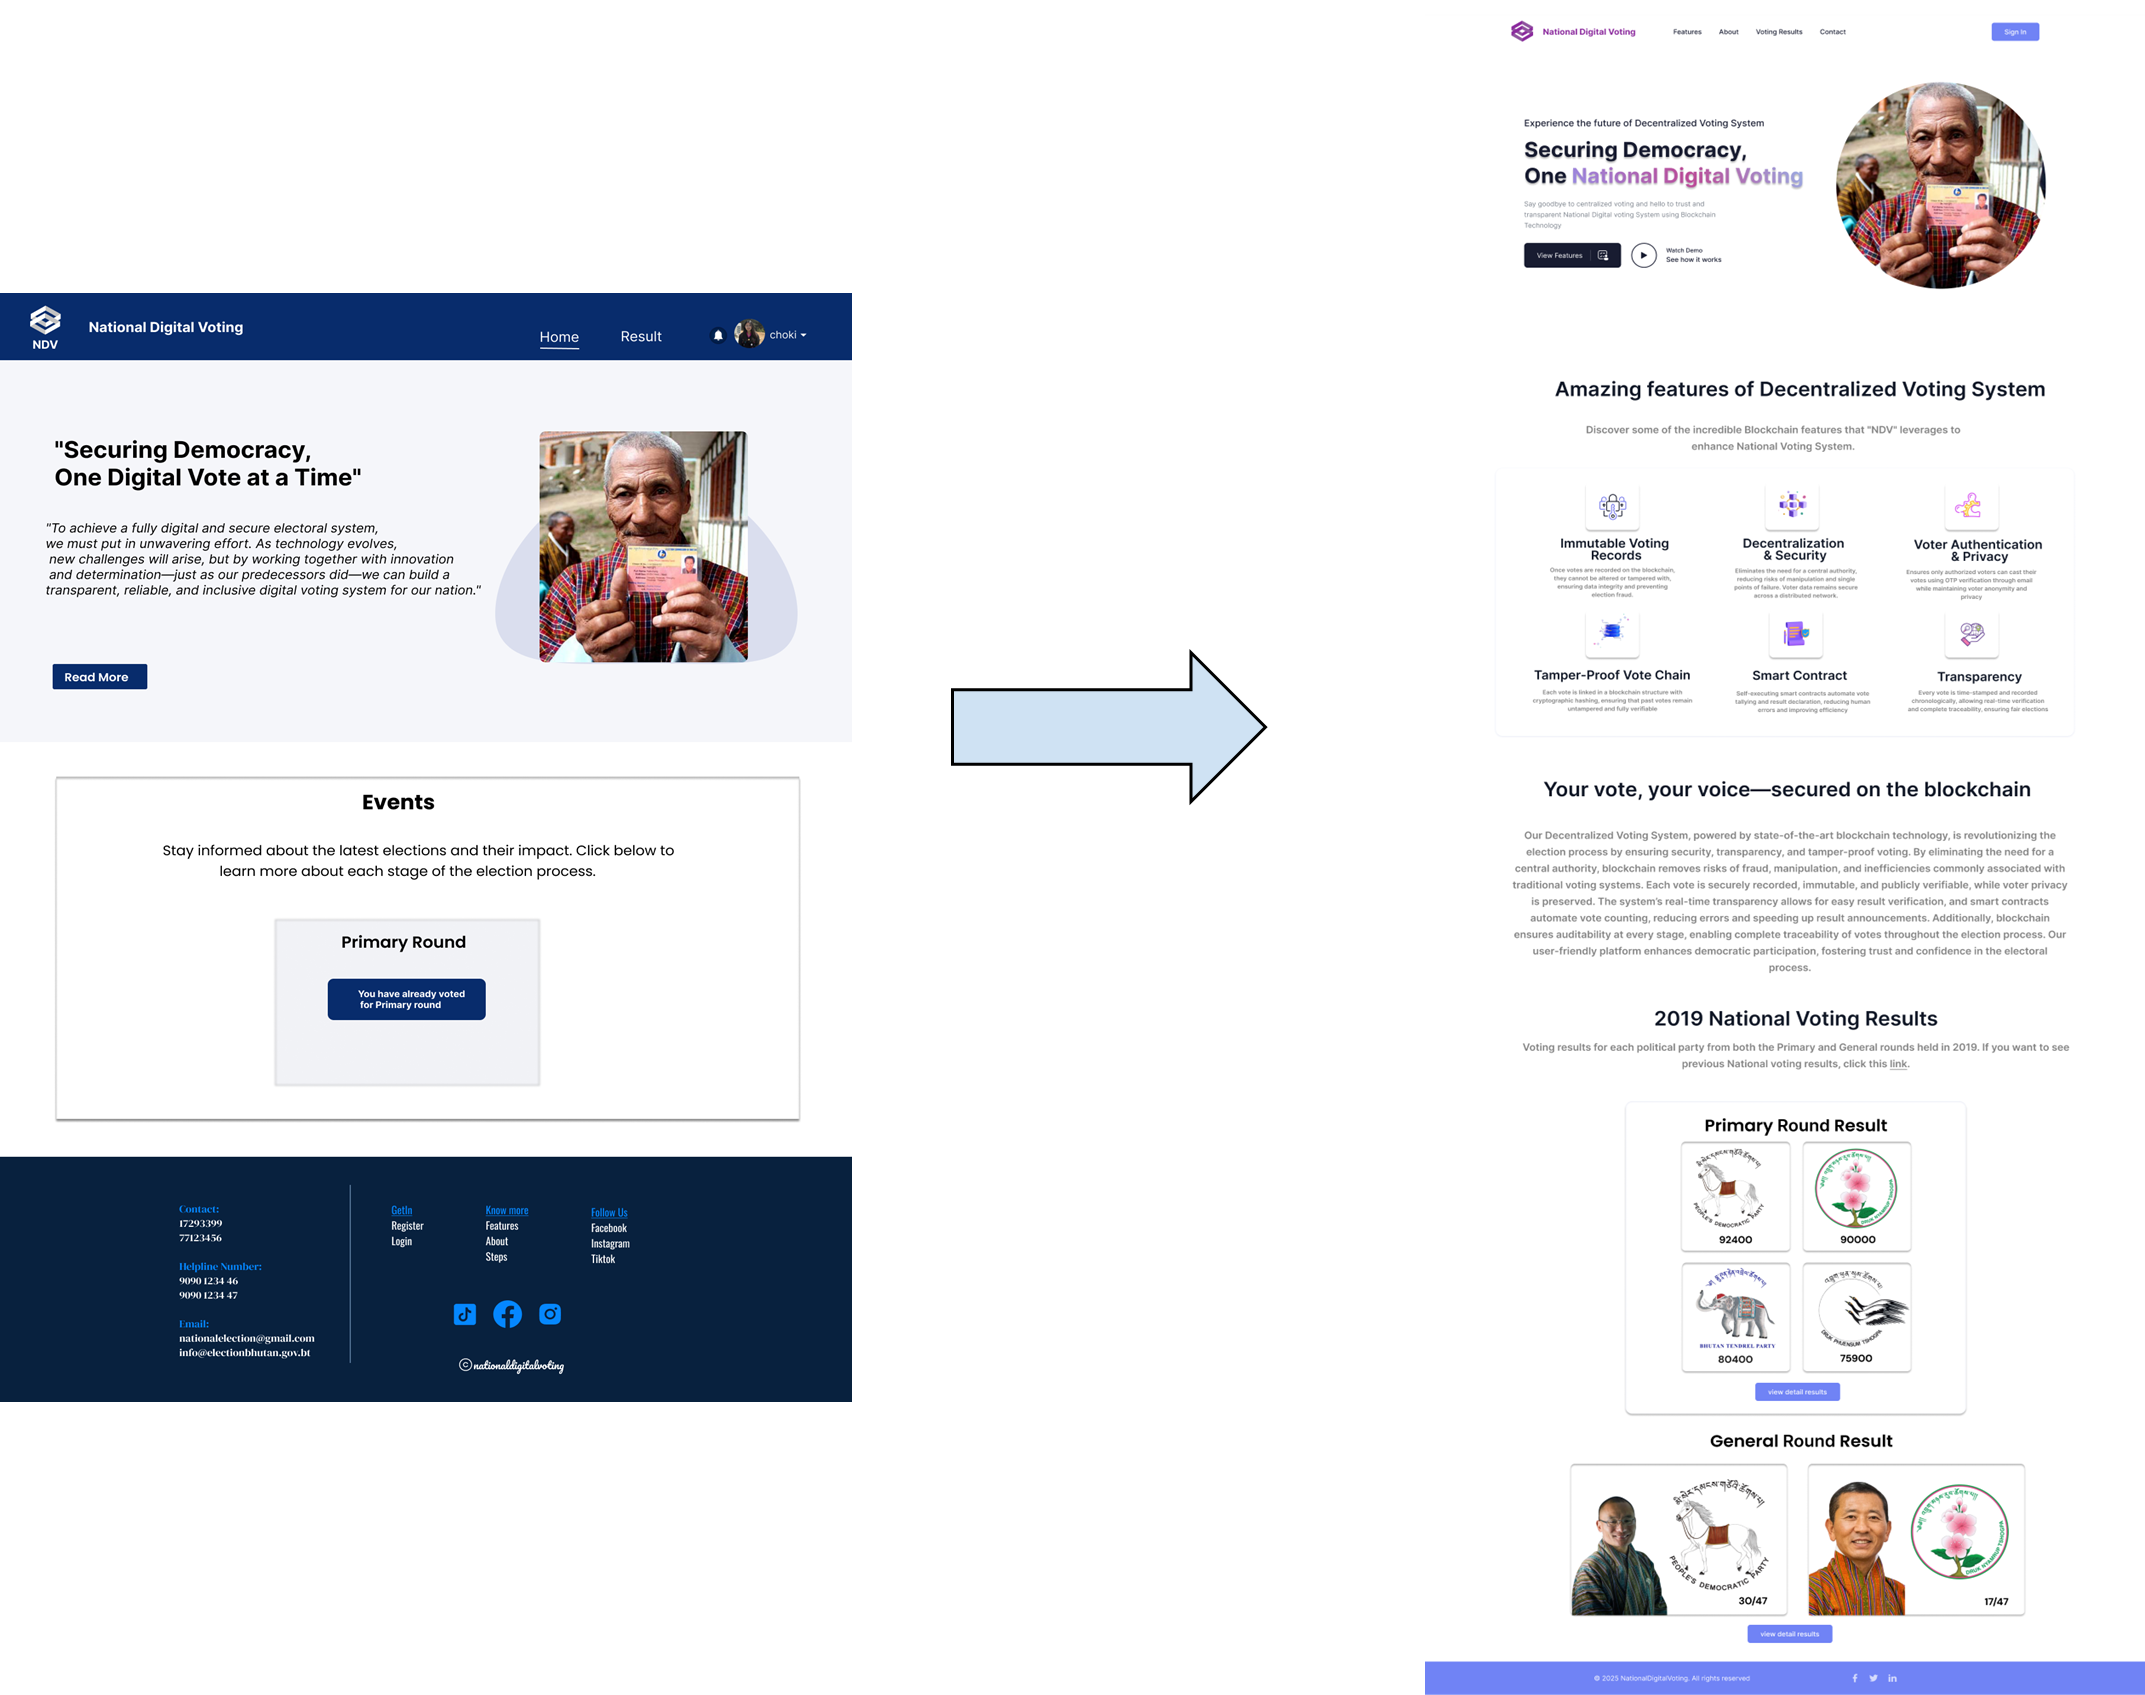 NDV
National Digital Voting
Home
Result
choki
"Securing Democracy,
One Digital Vote at a Time"
"To achieve a fully digital and secure electoral system,
we must put in unwavering effort. As technology evolves,
new challenges will arise, but by working together with innovation
and determination—just as our predecessors did—we can build a
transparent, reliable, and inclusive digital voting system for our nation."
Read More
Events
Stay informed about the latest elections and their impact. Click below to
learn more about each stage of the election process.
Primary Round
You have already voted
for Primary round
Contact:
17293399
77123456
Helpline Number:
9090 1234 46
9090 1234 47
Email:
nationalelection@gmail.com
info@electionbhutan.gov.bt
GetIn
Register
Login
Know more
Features
About
Steps
Follow Us
Facebook
Instagram
Tiktok
© nationaldigitalvoting
National Digital Voting
Features
About
Voting Results
Contact
Sign In
Experience the future of Decentralized Voting System
Securing Democracy,
One National Digital Voting
Say goodbye to centralized voting and hello to trust and
transparent National Digital voting System using Blockchain
Technology
View Features
Watch Demo
See how it works
Amazing features of Decentralized Voting System
Discover some of the incredible Blockchain features that "NDV" leverages to
enhance National Voting System.
Immutable Voting
Records
Once votes are recorded on the blockchain,
they cannot be altered or tampered with,
ensuring data integrity and preventing
election fraud.
Decentralization
& Security
Eliminates the need for a central authority,
reducing risks of manipulation and single
points of failure. Voter data remains secure
across a distributed network.
Voter Authentication
& Privacy
Ensures only authorized voters can cast their
votes using OTP verification through email
while maintaining voter anonymity and
privacy
Tamper-Proof Vote Chain
Each vote is linked in a blockchain structure with
cryptographic hashing, ensuring that past votes remain
untampered and fully verifiable
Smart Contract
Self-executing smart contracts automate vote
tallying and result declaration, reducing human
errors and improving efficiency
Transparency
Every vote is time-stamped and recorded
chronologically, allowing real-time verification
and complete traceability, ensuring fair elections
Your vote, your voice—secured on the blockchain
Our Decentralized Voting System, powered by state-of-the-art blockchain technology, is revolutionizing the
election process by ensuring security, transparency, and tamper-proof voting. By eliminating the need for a
central authority, blockchain removes risks of fraud, manipulation, and inefficiencies commonly associated with
traditional voting systems. Each vote is securely recorded, immutable, and publicly verifiable, while voter privacy
is preserved. The system's real-time transparency allows for easy result verification, and smart contracts
automate vote counting, reducing errors and speeding up result announcements. Additionally, blockchain
ensures auditability at every stage, enabling complete traceability of votes throughout the election process. Our
user-friendly platform enhances democratic participation, fostering trust and confidence in the electoral
process.
2019 National Voting Results
Voting results for each political party from both the Primary and General rounds held in 2019. If you want to see
previous National voting results, click this link.
Primary Round Result
PEOPLE'S DEMOCRATIC PARTY
92400
DRUK NYAMRUP TSHOGPA
90000
BHUTAN TENDREL PARTY
80400
DRUK PHUENSUM TSHOGPA
75900
view detail results
General Round Result
PEOPLE'S DEMOCRATIC PARTY
30/47
DRUK NYAMRUP TSHOGPA
17/47
view detail results
© 2025 NationalDigitalVoting. All rights reserved